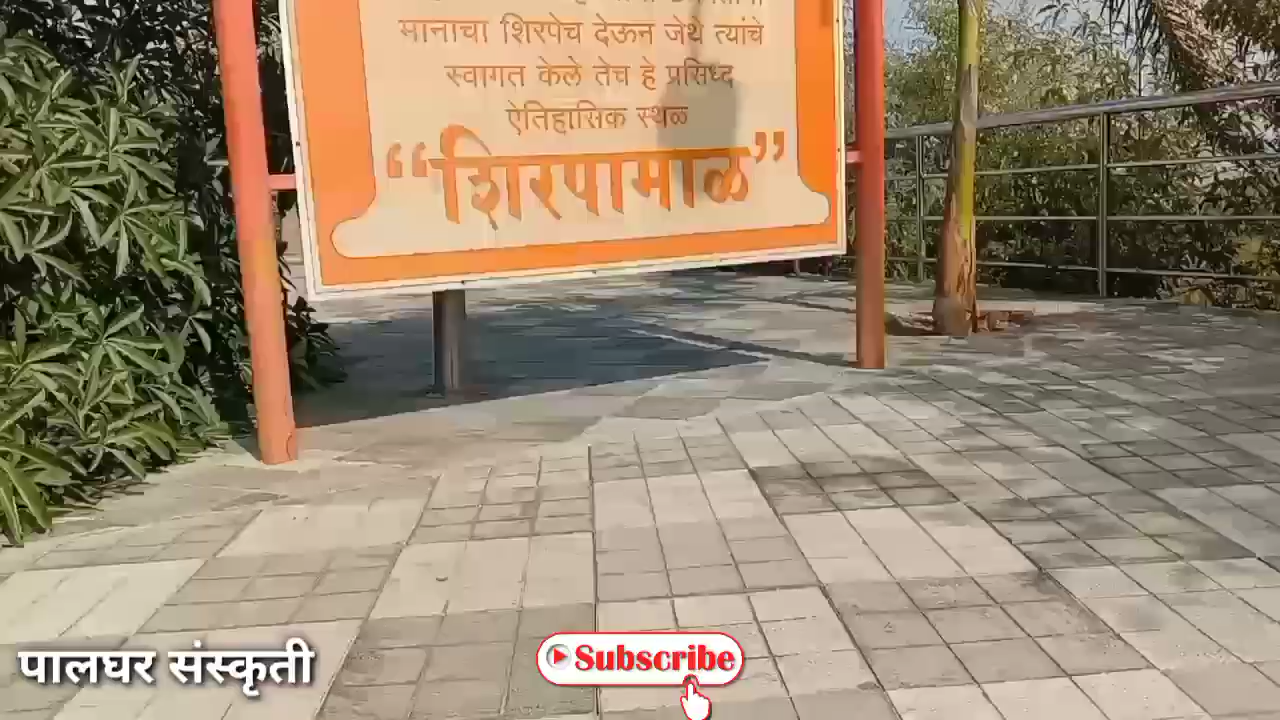 मानाचा शिरपेच देऊन जेथे त्यांचे
स्वागत केले तेच हे प्रसिध्द
ऐतिहासिक स्थळ
“शिरपामाळ”
पालघर संस्कृती
Subscribe